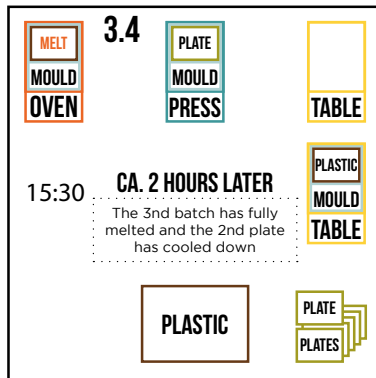 3.4
MELT
MOULD
OVEN
PLATE
MOULD
PRESS
TABLE
PLASTIC
MOULD
TABLE
15:30
CA. 2 HOURS LATER
The 3nd batch has fully
melted and the 2nd plate
has cooled down
PLASTIC
PLATE
PLATES